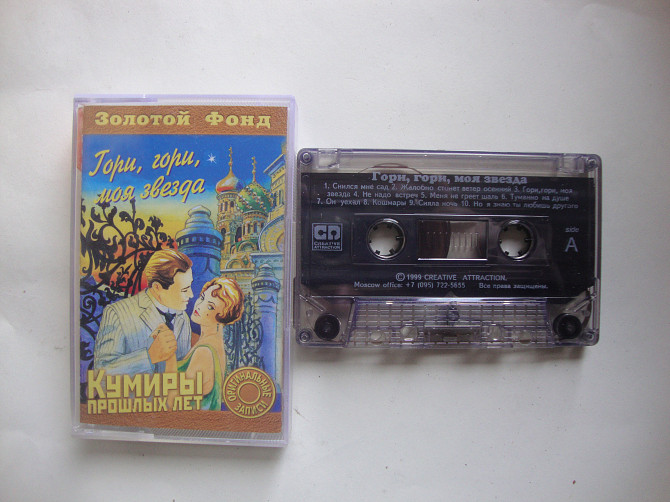 Золотой Фонд
Гори, гори,
моя звезда
Кумиры
прошлых лет
ОРИГИНАЛЬНЫЕ ЗАПИСИ
Гори, гори, моя звезда
1. Снился мне сад 2. Жалобно стонет ветер осенний 3. Гори,гори, моя
звезда 4. Не надо встреч 5. Меня не греет шаль 6. Туманно на душе
7. Он уехал 8. Кошмары 9. Сияла ночь 10. Но я знаю ты любишь другого
CREATIVE
ATTRACTION
side
A
© 1999 CREATIVE ATTRACTION.
Moscow office: +7 (095) 722-5655 Все права защищены.